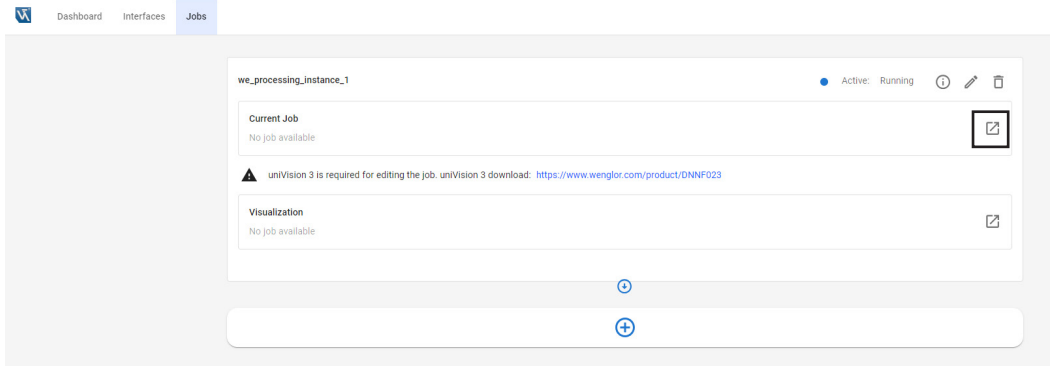 Dashboard Interfaces Jobs
we_processing_instance_1 Active: Running
Current Job
No job available
uniVision 3 is required for editing the job. uniVision 3 download: https://www.wenglor.com/product/DNNF023
Visualization
No job available